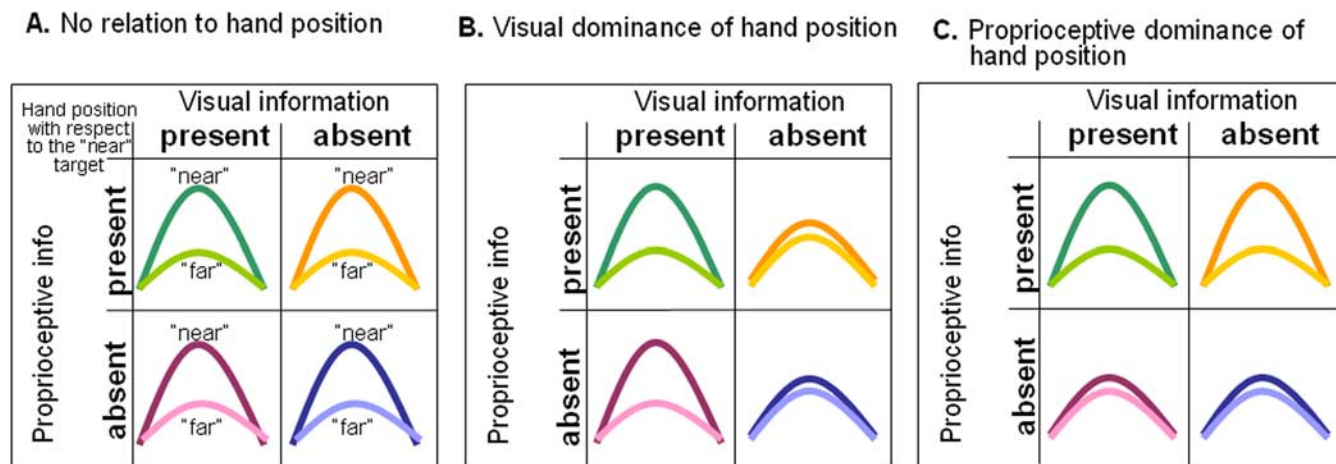 A. No relation to hand position
Hand position
with respect
to the "near"
target
Visual information
present absent
Proprioceptive info
present
"near" "near"
"far" "far"
absent
"near" "near"
"far" "far"
B. Visual dominance of hand position
Visual information
present absent
Proprioceptive info
present
absent
C. Proprioceptive dominance of
hand position
Visual information
present absent
Proprioceptive info
present
absent